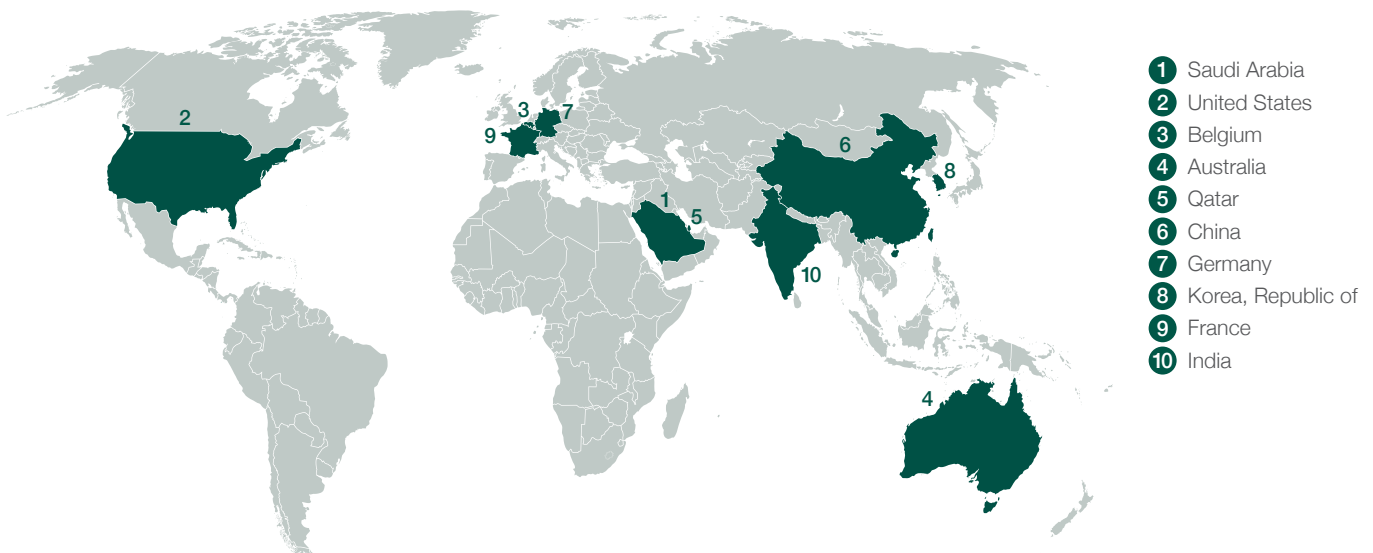 2
3
7
9
6
8
1
5
10
4
1 Saudi Arabia
2 United States
3 Belgium
4 Australia
5 Qatar
6 China
7 Germany
8 Korea, Republic of
9 France
10 India